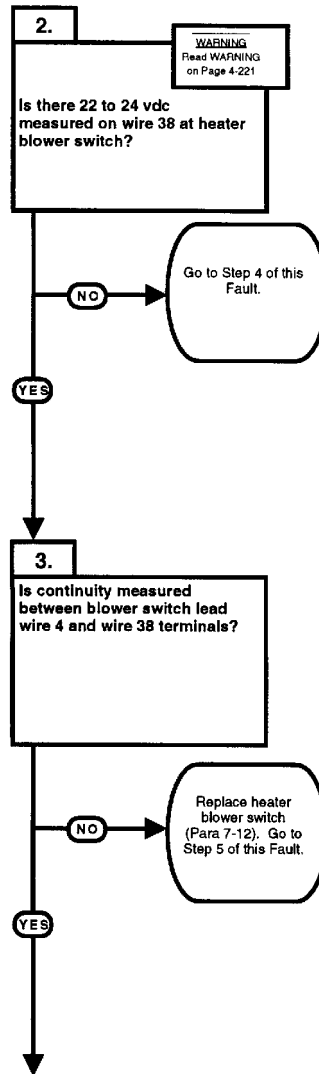 2.
WARNING
Read WARNING
on Page 4-221
Is there 22 to 24 vdc
measured on wire 38 at heater
blower switch?
Go to Step 4 of this
Fault.
NO
YES
3.
Is continuity measured
between blower switch lead
wire 4 and wire 38 terminals?
Replace heater
blower switch
(Para 7-12). Go to
Step 5 of this Fault.
NO
YES